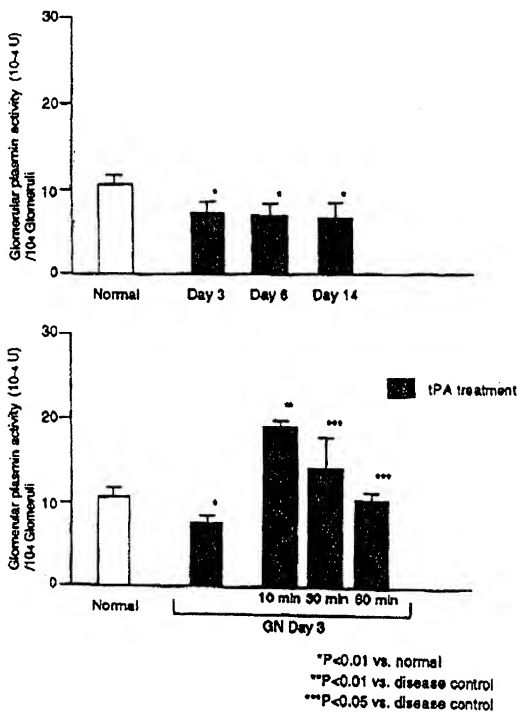 Glomerular plasmin activity (10-4 U)
/104 Glomeruli
30
20
10
0
* * *
Normal Day 3 Day 6 Day 14
Glomerular plasmin activity (10-4 U)
/104 Glomeruli
30
20
10
0
tPA treatment
* ** *** ***
10 min 30 min 60 min
Normal
GN Day 3
*P<0.01 vs. normal
**P<0.01 vs. disease control
***P<0.05 vs. disease control